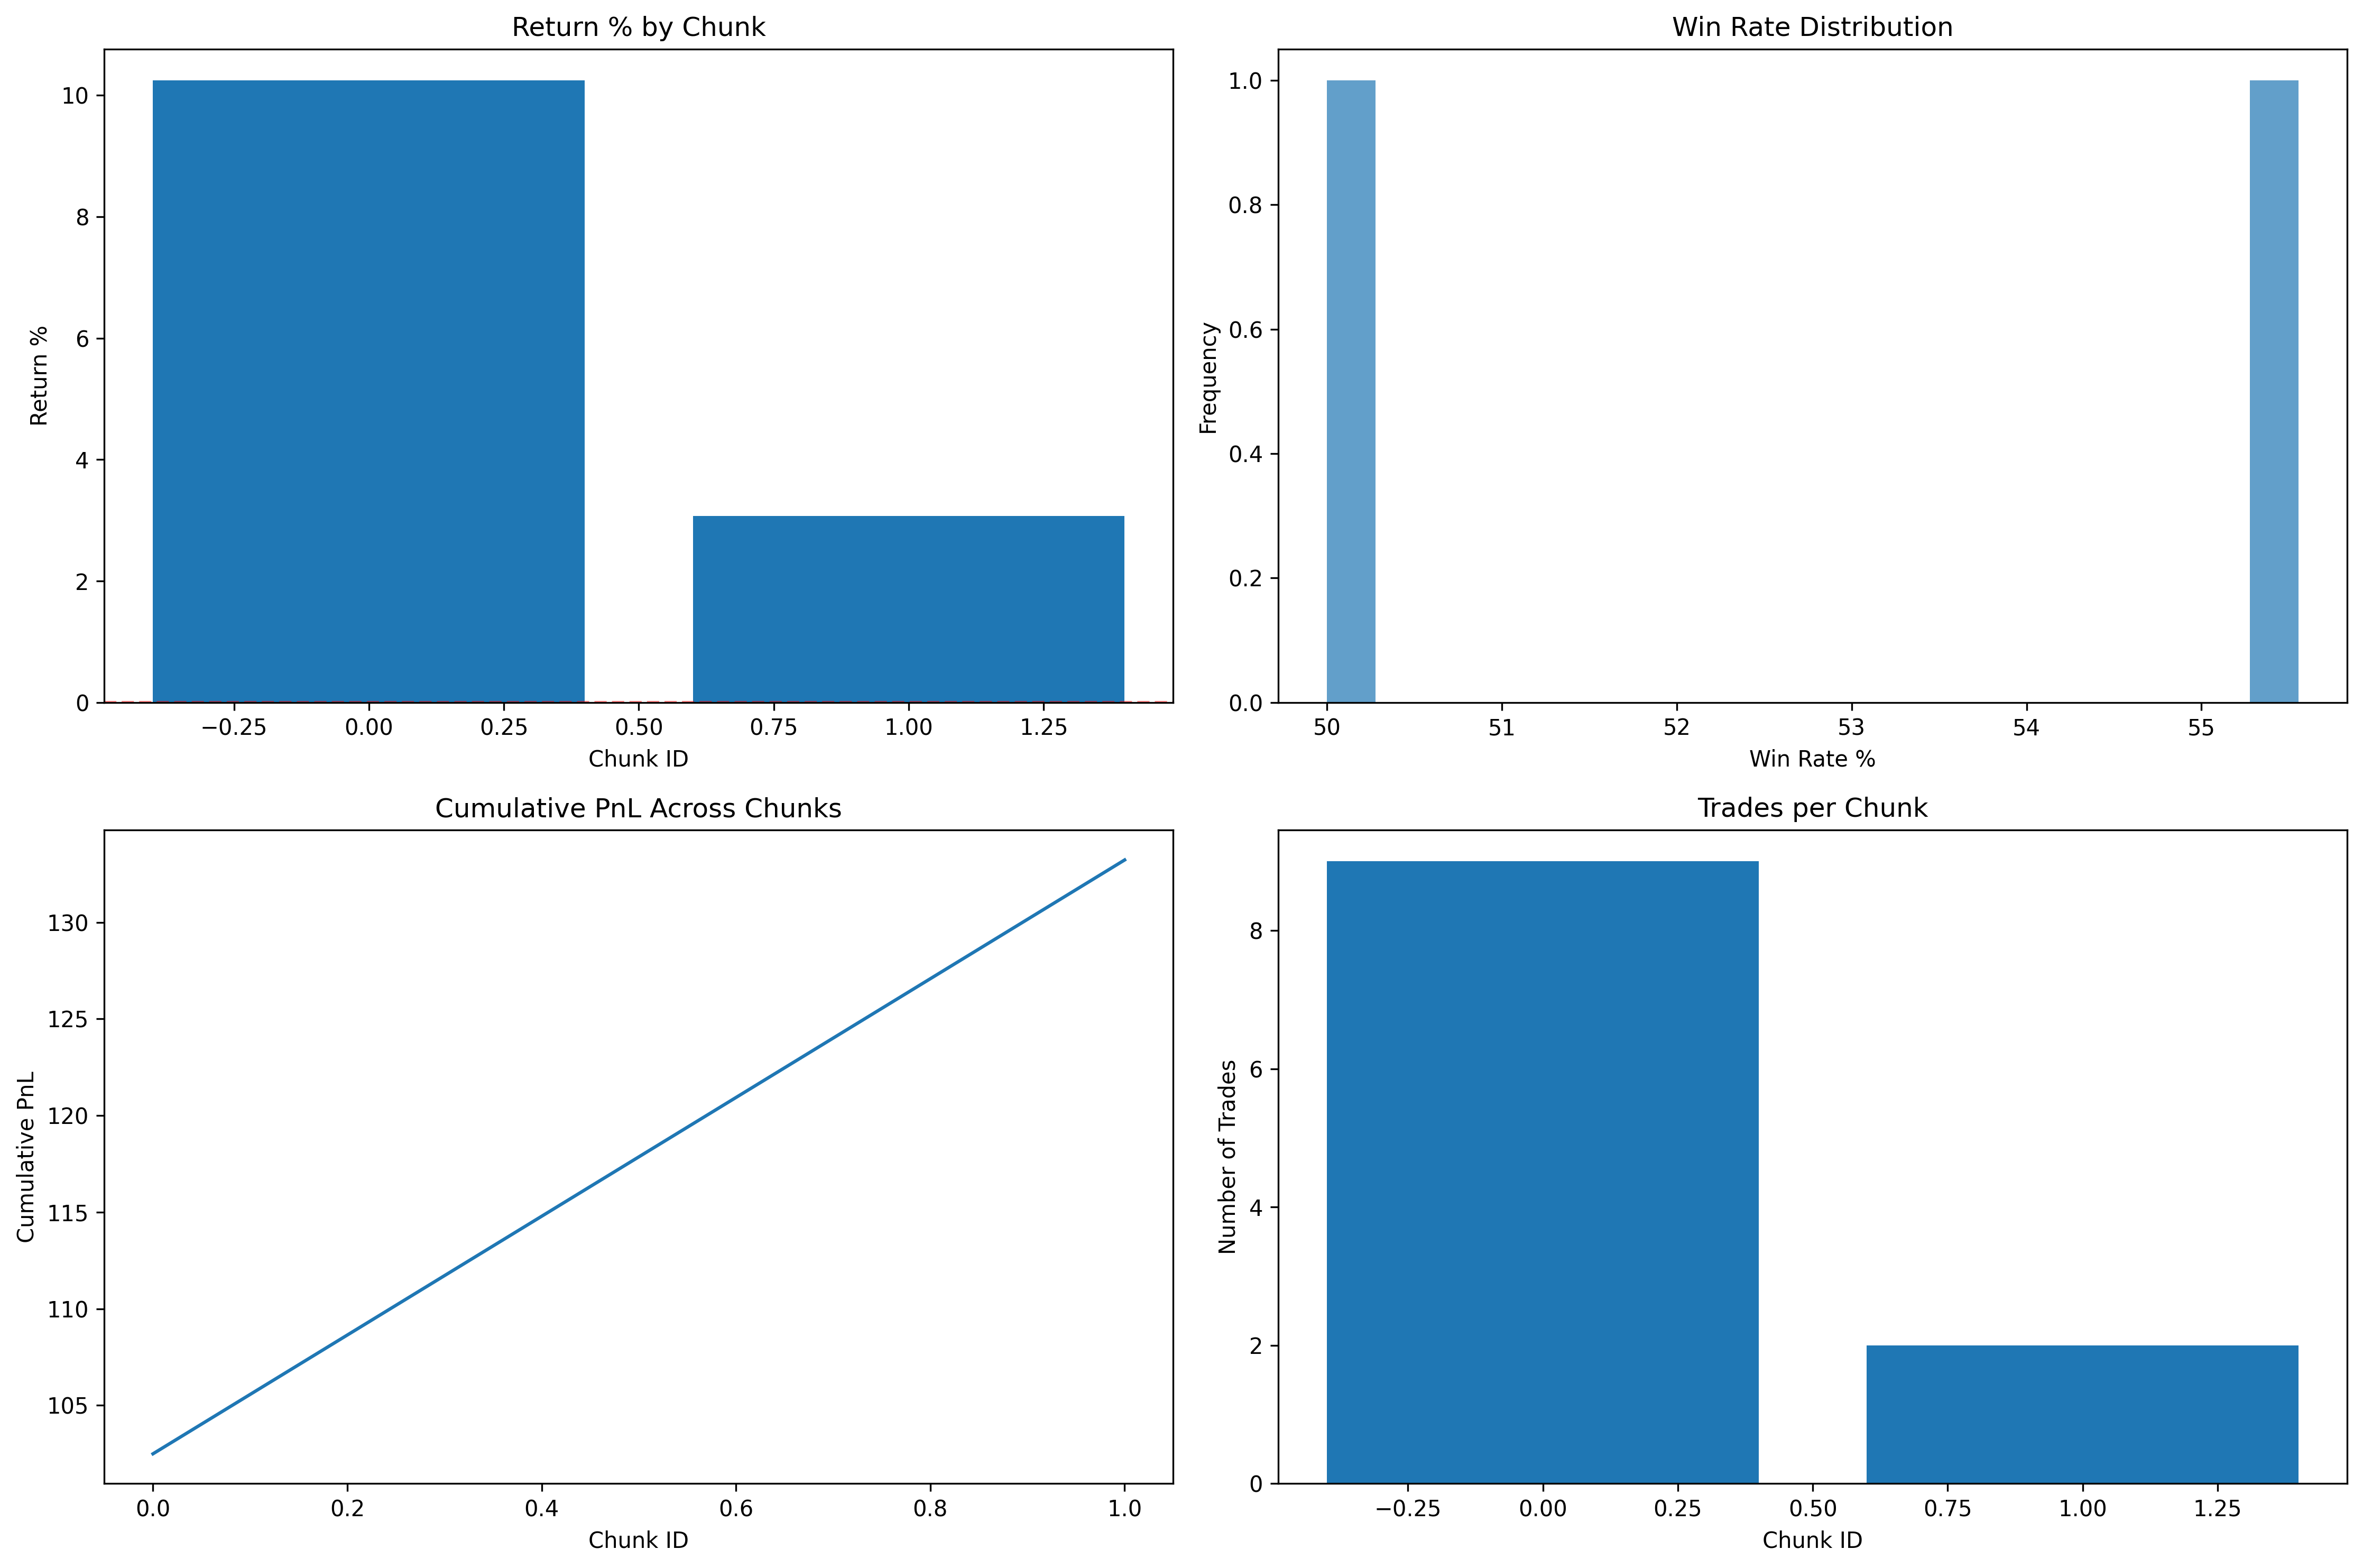 Return % by Chunk
Return %
10
8
6
4
2
0
−0.25 0.00 0.25 0.50 0.75 1.00 1.25
Chunk ID
Win Rate Distribution
Frequency
1.0
0.8
0.6
0.4
0.2
0.0
50 51 52 53 54 55
Win Rate %
Cumulative PnL Across Chunks
Cumulative PnL
130
125
120
115
110
105
0.0 0.2 0.4 0.6 0.8 1.0
Chunk ID
Trades per Chunk
Number of Trades
8
6
4
2
0
−0.25 0.00 0.25 0.50 0.75 1.00 1.25
Chunk ID